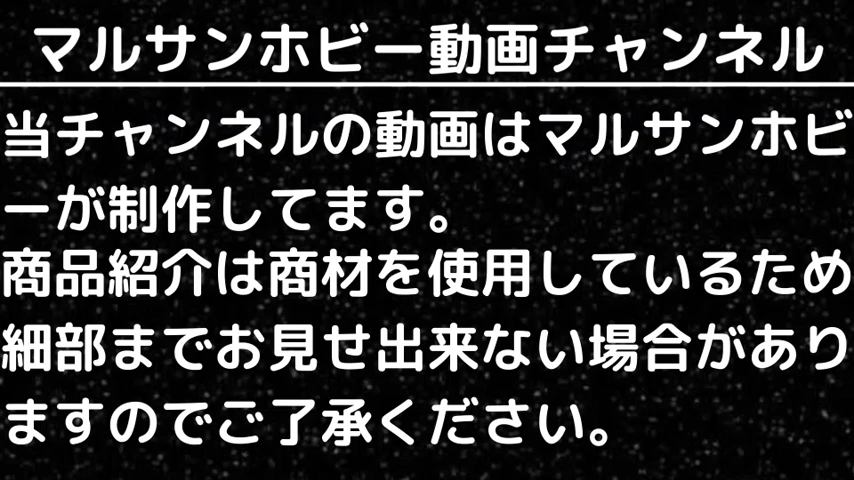 マルサンホビー動画チャンネル
当チャンネルの動画はマルサンホビ
ーが制作してます。
商品紹介は商材を使用しているため
細部までお見せ出来ない場合があり
ますのでご了承ください。